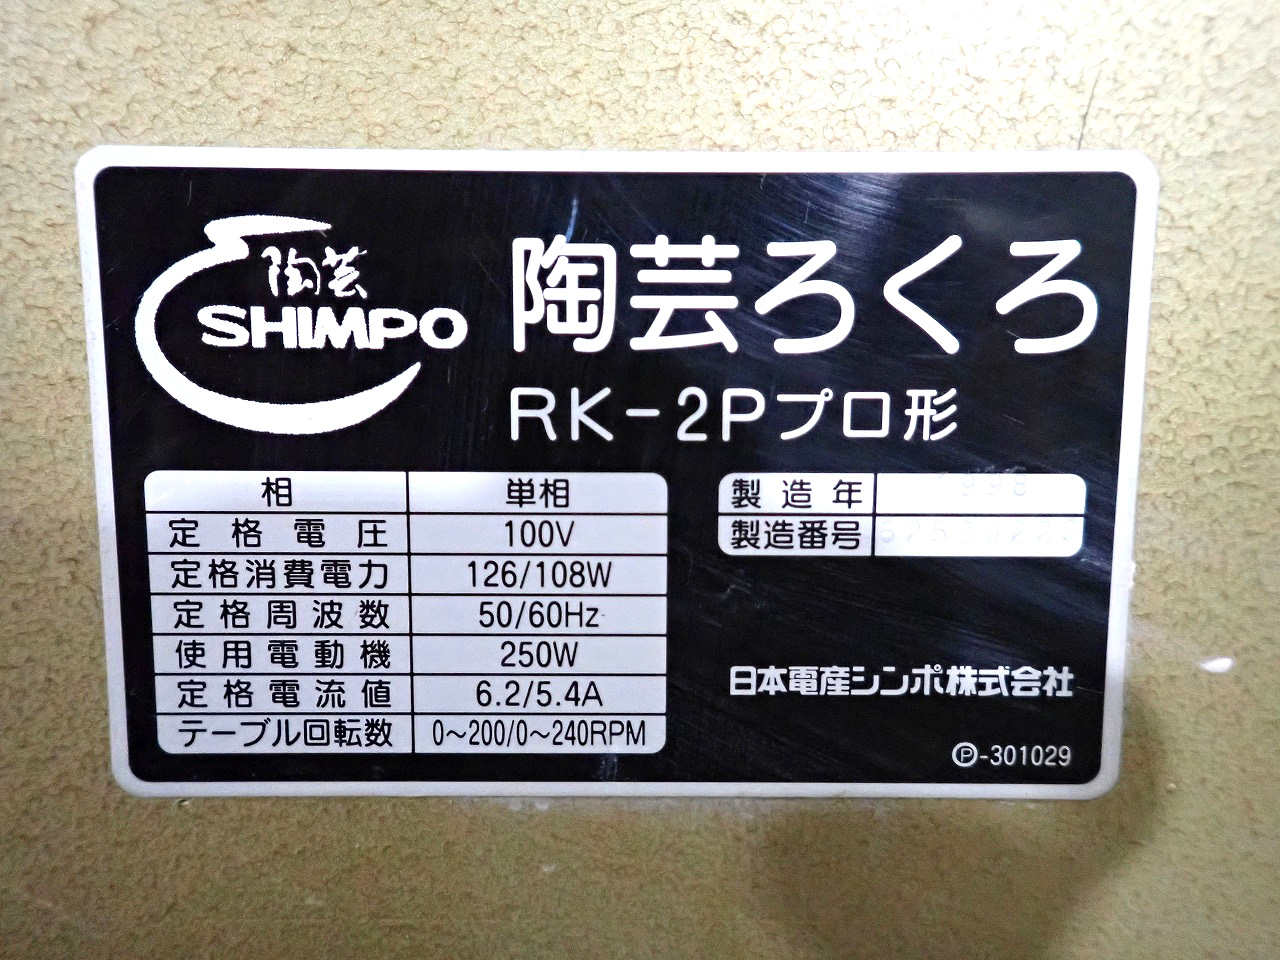 陶芸
SHIMPO
陶芸ろくろ
RK-2Pプロ形
相 単相
定格電圧 100V
定格消費電力 126/108W
定格周波数 50/60Hz
使用電動機 250W
定格電流値 6.2/5.4A
テーブル回転数 0～200/0～240RPM
製造年 1998
製造番号
日本電産シンポ株式会社
Ⓟ-301029